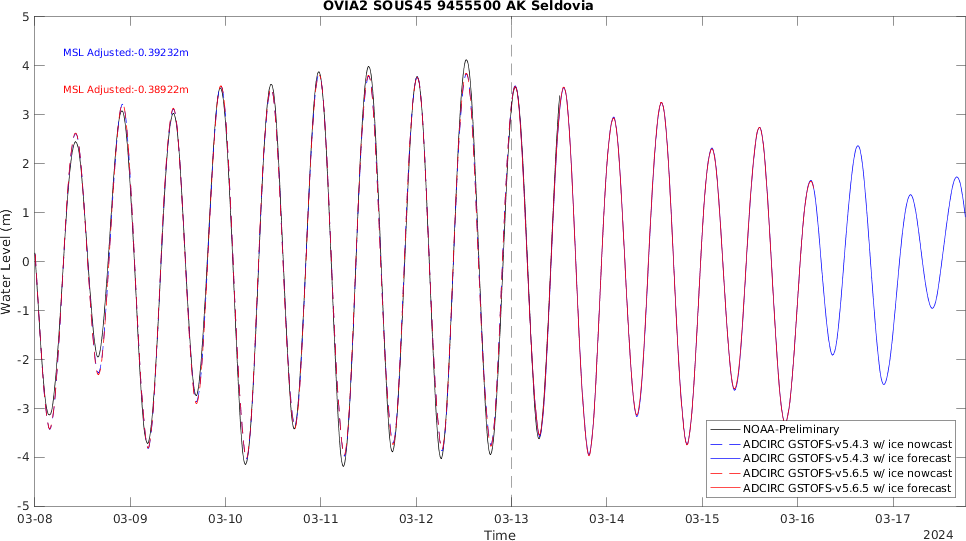 OVIA2 SOUS45 9455500 AK Seldovia
5
4
3
2
1
0
-1
-2
-3
-4
-5
Water Level (m)
MSL Adjusted:-0.39232m
MSL Adjusted:-0.38922m
NOAA-Preliminary
ADCIRC GSTOFS-v5.4.3 w/ ice nowcast
ADCIRC GSTOFS-v5.4.3 w/ ice forecast
ADCIRC GSTOFS-v5.6.5 w/ ice nowcast
ADCIRC GSTOFS-v5.6.5 w/ ice forecast
03-08 03-09 03-10 03-11 03-12 03-13 03-14 03-15 03-16 03-17
Time
2024